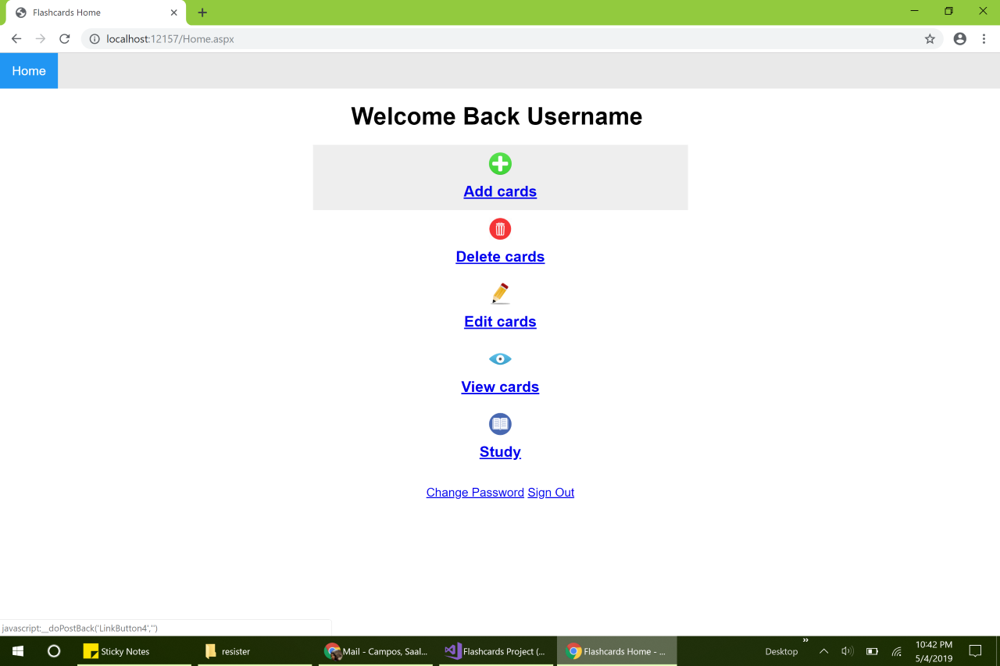 Flashcards Home
localhost:12157/Home.aspx
Home
Welcome Back Username
Add cards
Delete cards
Edit cards
View cards
Study
Change Password Sign Out
javascript:__doPostBack('LinkButton4','')
Sticky Notes
resister
Mail - Campos, Saal...
Flashcards Project (...
Flashcards Home - ...
Desktop
10:42 PM
5/4/2019